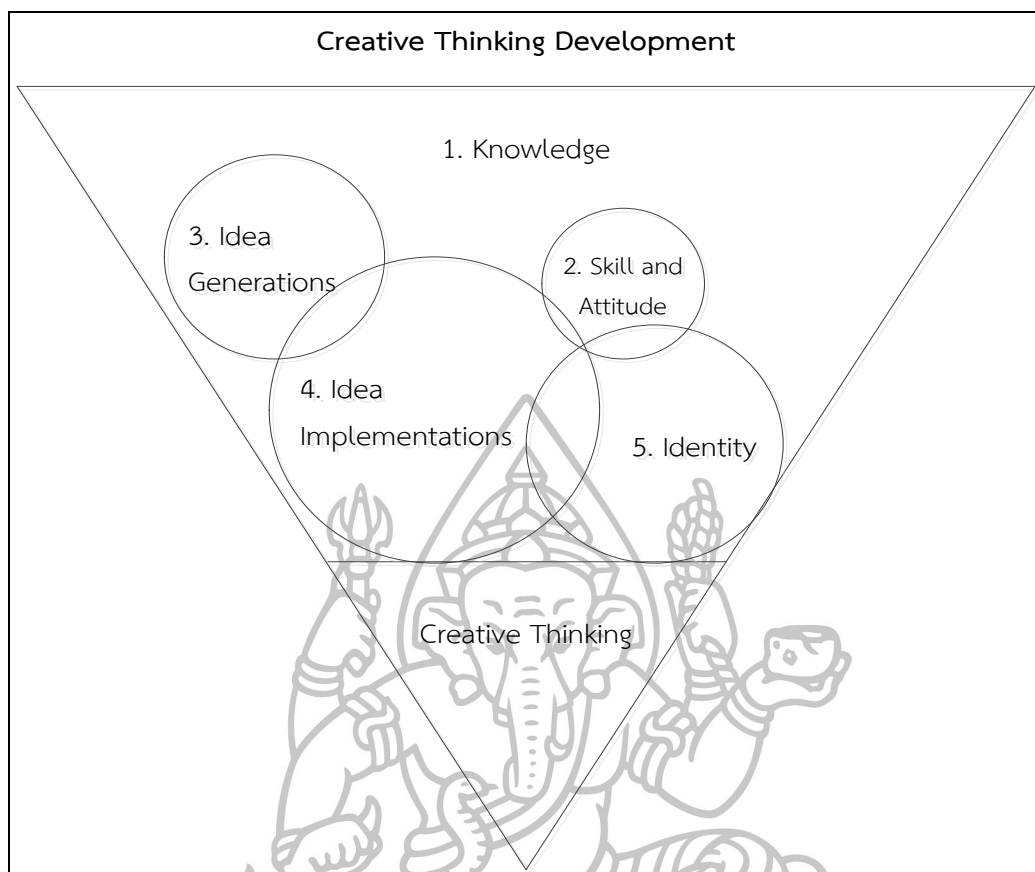 Creative Thinking Development
1. Knowledge
3. Idea
Generations
2. Skill and
Attitude
4. Idea
Implementations
5. Identity
Creative Thinking